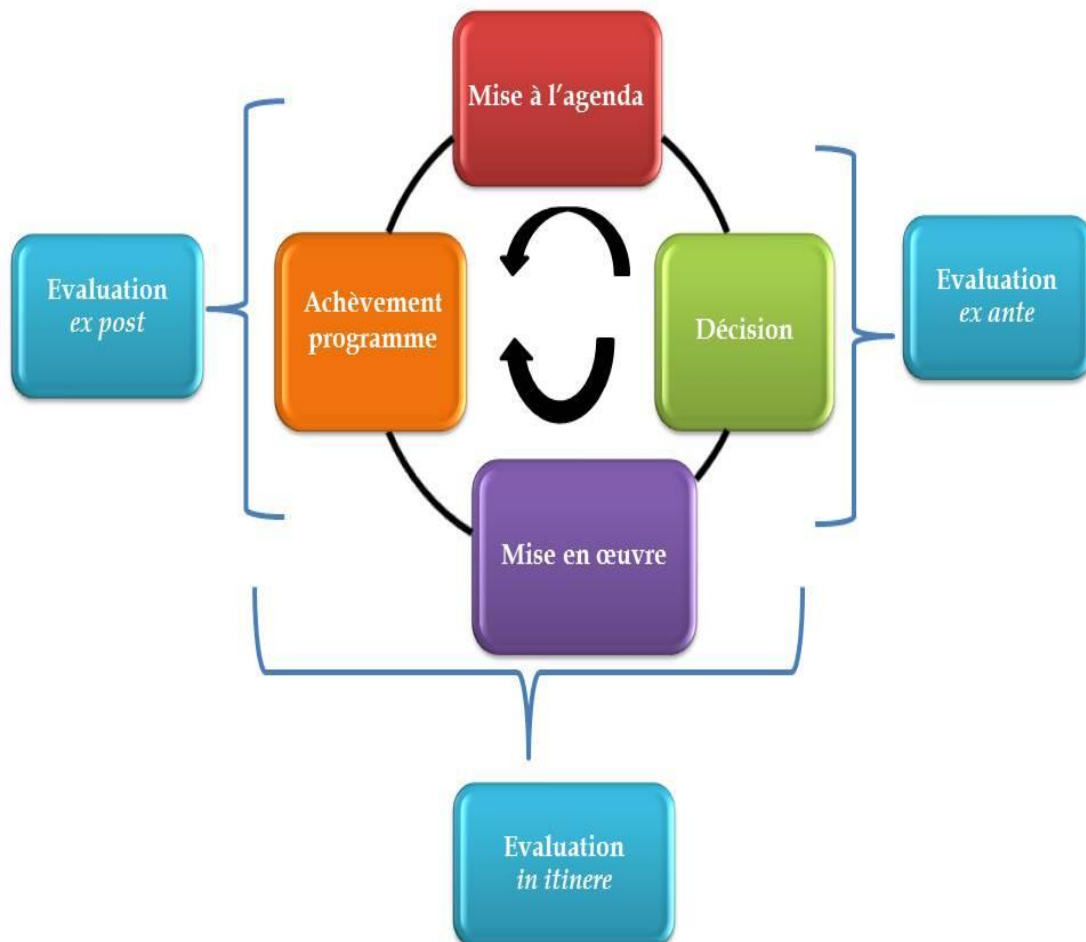 Mise à l'agenda
Evaluation
ex post
Achèvement
programme
Décision
Evaluation
ex ante
Mise en œuvre
Evaluation
in itinere